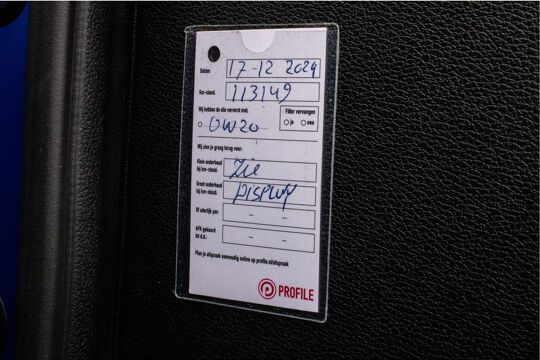 Datum: 17-12 2024
Km-stand: 113149
Wij hebben de olie ververst met: Filter vervangen
OW20 ja nee
Wij zien je graag terug voor:
Klein onderhoud
bij km-stand: Zie
Groot onderhoud
bij km-stand: DISPLAY
Of uiterlijk per: - -
APK gekeurd
tot d.d.: - -
Plan je afspraak eenvoudig online op profile.nl/afspraak
PROFILE